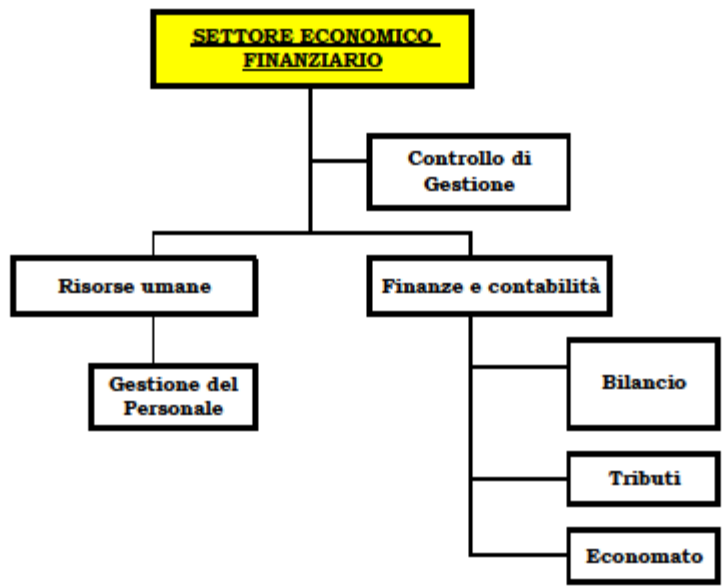 SETTORE ECONOMICO
FINANZIARIO
Controllo di
Gestione
Risorse umane
Finanze e contabilità
Gestione del
Personale
Bilancio
Tributi
Economato